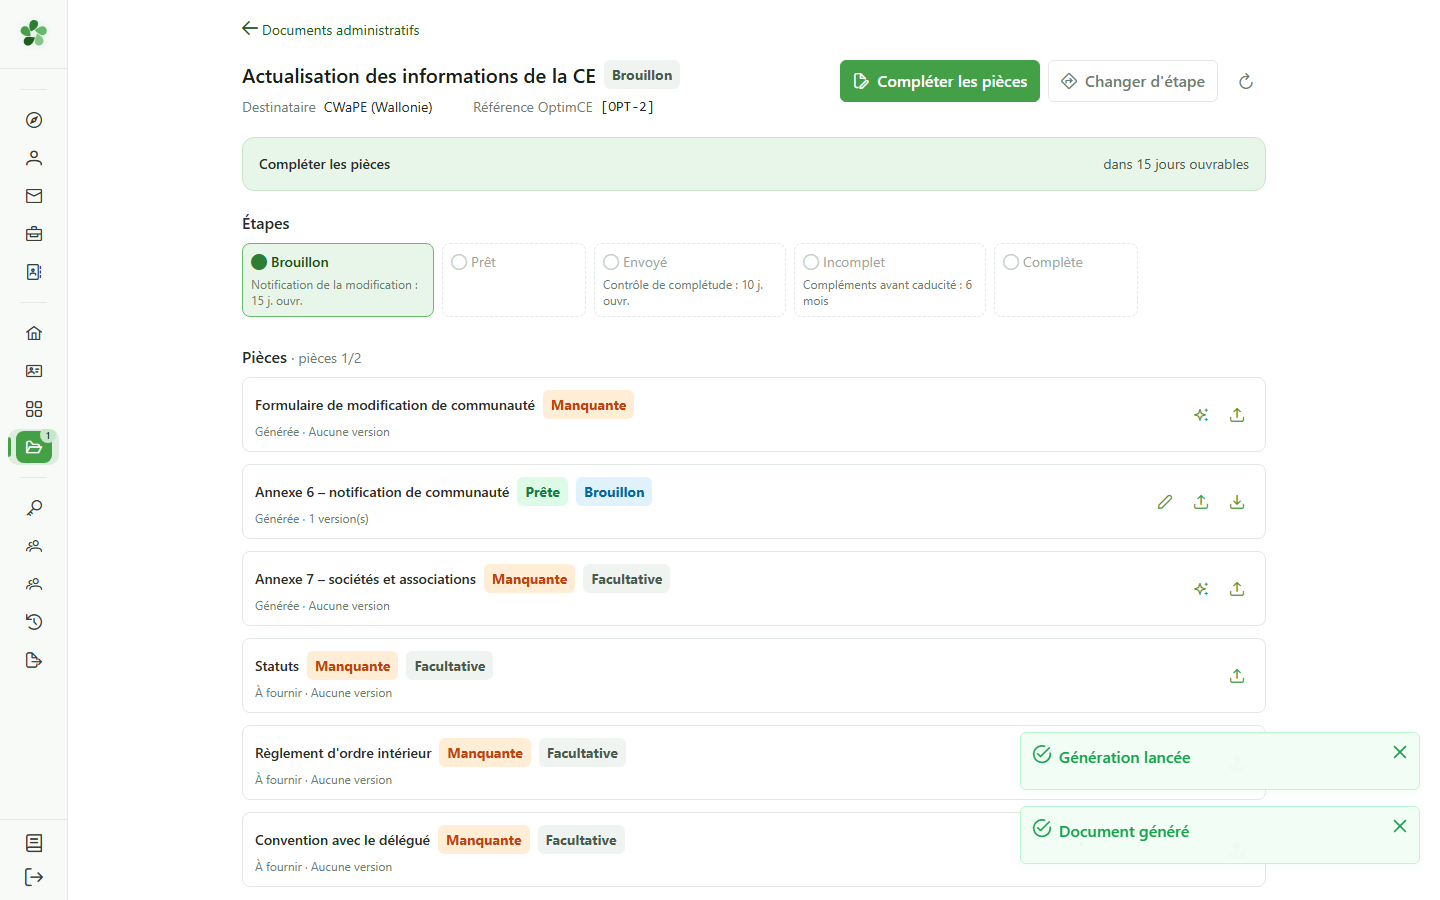 Documents administratifs
Actualisation des informations de la CE Brouillon
Compléter les pièces
Changer d'étape
Destinataire CWaPE (Wallonie) Référence OptimCE [OPT-2]
Compléter les pièces dans 15 jours ouvrables
Étapes
Brouillon
Notification de la modification :
15 j. ouvr.
Prêt
Envoyé
Contrôle de complétude : 10 j.
ouvr.
Incomplet
Compléments avant caducité : 6
mois
Complète
1
Pièces · pièces 1/2
Formulaire de modification de communauté Manquante
Générée · Aucune version
Annexe 6 – notification de communauté Prête Brouillon
Générée · 1 version(s)
Annexe 7 – sociétés et associations Manquante Facultative
Générée · Aucune version
Statuts Manquante Facultative
À fournir · Aucune version
Règlement d'ordre intérieur Manquante Facultative
À fournir · Aucune version
Génération lancée
Convention avec le délégué Manquante Facultative
À fournir · Aucune version
Document généré